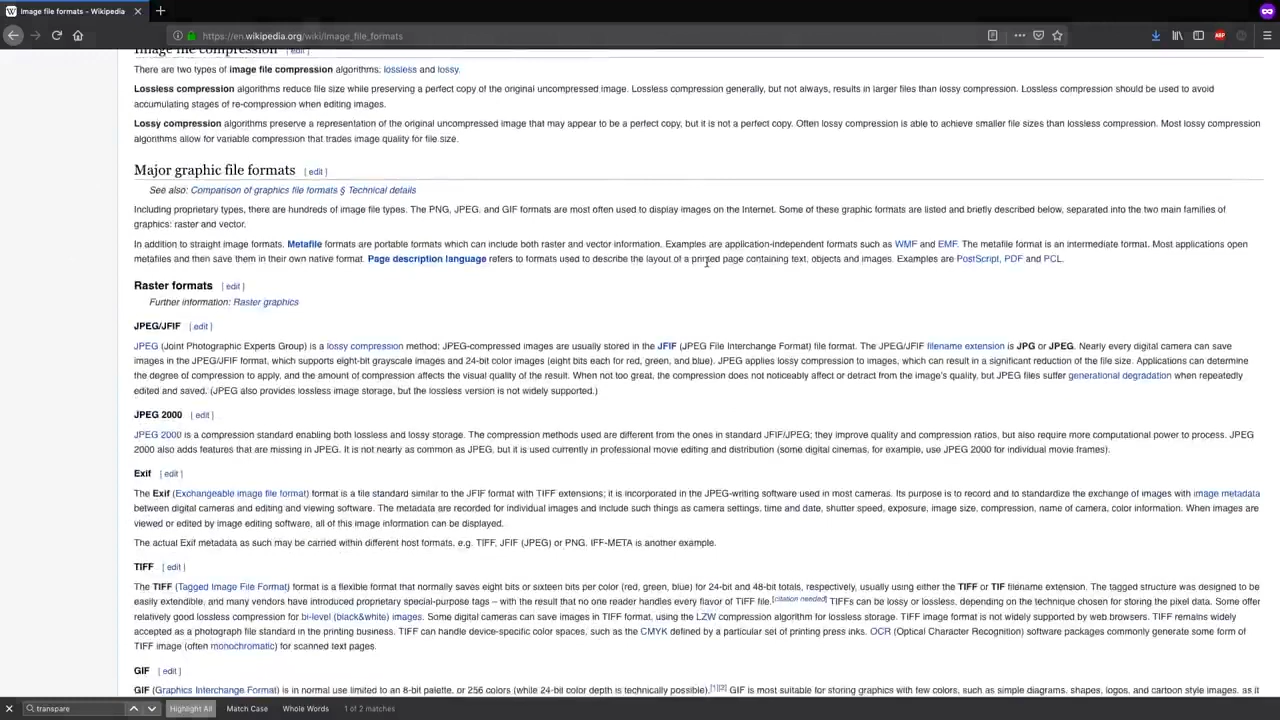 Image file formats - Wikipedia
https://en.wikipedia.org/wiki/Image_file_formats
ABP
Image file compression [ edit ]
There are two types of image file compression algorithms: lossless and lossy.
Lossless compression algorithms reduce file size while preserving a perfect copy of the original uncompressed image. Lossless compression generally, but not always, results in larger files than lossy compression. Lossless compression should be used to avoid
accumulating stages of re-compression when editing images.
Lossy compression algorithms preserve a representation of the original uncompressed image that may appear to be a perfect copy, but it is not a perfect copy. Often lossy compression is able to achieve smaller file sizes than lossless compression. Most lossy compression
algorithms allow for variable compression that trades image quality for file size.
Major graphic file formats [ edit ]
See also: Comparison of graphics file formats § Technical details
Including proprietary types, there are hundreds of image file types. The PNG, JPEG, and GIF formats are most often used to display images on the Internet. Some of these graphic formats are listed and briefly described below, separated into the two main families of
graphics: raster and vector.
In addition to straight image formats, Metafile formats are portable formats which can include both raster and vector information. Examples are application-independent formats such as WMF and EMF. The metafile format is an intermediate format. Most applications open
metafiles and then save them in their own native format. Page description language refers to formats used to describe the layout of a printed page containing text, objects and images. Examples are PostScript, PDF and PCL.
Raster formats [ edit ]
Further information: Raster graphics
JPEG/JFIF [ edit ]
JPEG (Joint Photographic Experts Group) is a lossy compression method; JPEG-compressed images are usually stored in the JFIF (JPEG File Interchange Format) file format. The JPEG/JFIF filename extension is JPG or JPEG. Nearly every digital camera can save
images in the JPEG/JFIF format, which supports eight-bit grayscale images and 24-bit color images (eight bits each for red, green, and blue). JPEG applies lossy compression to images, which can result in a significant reduction of the file size. Applications can determine
the degree of compression to apply, and the amount of compression affects the visual quality of the result. When not too great, the compression does not noticeably affect or detract from the image's quality, but JPEG files suffer generational degradation when repeatedly
edited and saved. (JPEG also provides lossless image storage, but the lossless version is not widely supported.)
JPEG 2000 [ edit ]
JPEG 2000 is a compression standard enabling both lossless and lossy storage. The compression methods used are different from the ones in standard JFIF/JPEG; they improve quality and compression ratios, but also require more computational power to process. JPEG
2000 also adds features that are missing in JPEG. It is not nearly as common as JPEG, but it is used currently in professional movie editing and distribution (some digital cinemas, for example, use JPEG 2000 for individual movie frames).
Exif [ edit ]
The Exif (Exchangeable image file format) format is a file standard similar to the JFIF format with TIFF extensions; it is incorporated in the JPEG-writing software used in most cameras. Its purpose is to record and to standardize the exchange of images with image metadata
between digital cameras and editing and viewing software. The metadata are recorded for individual images and include such things as camera settings, time and date, shutter speed, exposure, image size, compression, name of camera, color information. When images are
viewed or edited by image editing software, all of this image information can be displayed.
The actual Exif metadata as such may be carried within different host formats, e.g. TIFF, JFIF (JPEG) or PNG. IFF-META is another example.
TIFF [ edit ]
The TIFF (Tagged Image File Format) format is a flexible format that normally saves eight bits or sixteen bits per color (red, green, blue) for 24-bit and 48-bit totals, respectively, usually using either the TIFF or TIF filename extension. The tagged structure was designed to be
easily extendible, and many vendors have introduced proprietary special-purpose tags – with the result that no one reader handles every flavor of TIFF file.[citation needed] TIFFs can be lossy or lossless, depending on the technique chosen for storing the pixel data. Some offer
relatively good lossless compression for bi-level (black&white) images. Some digital cameras can save images in TIFF format, using the LZW compression algorithm for lossless storage. TIFF image format is not widely supported by web browsers. TIFF remains widely
accepted as a photograph file standard in the printing business. TIFF can handle device-specific color spaces, such as the CMYK defined by a particular set of printing press inks. OCR (Optical Character Recognition) software packages commonly generate some form of
TIFF image (often monochromatic) for scanned text pages.
GIF [ edit ]
GIF (Graphics Interchange Format) is in normal use limited to an 8-bit palette, or 256 colors (while 24-bit color depth is technically possible).[1][2] GIF is most suitable for storing graphics with few colors, such as simple diagrams, shapes, logos, and cartoon style images, as it
transpare
Highlight All
Match Case
Whole Words
1 of 2 matches